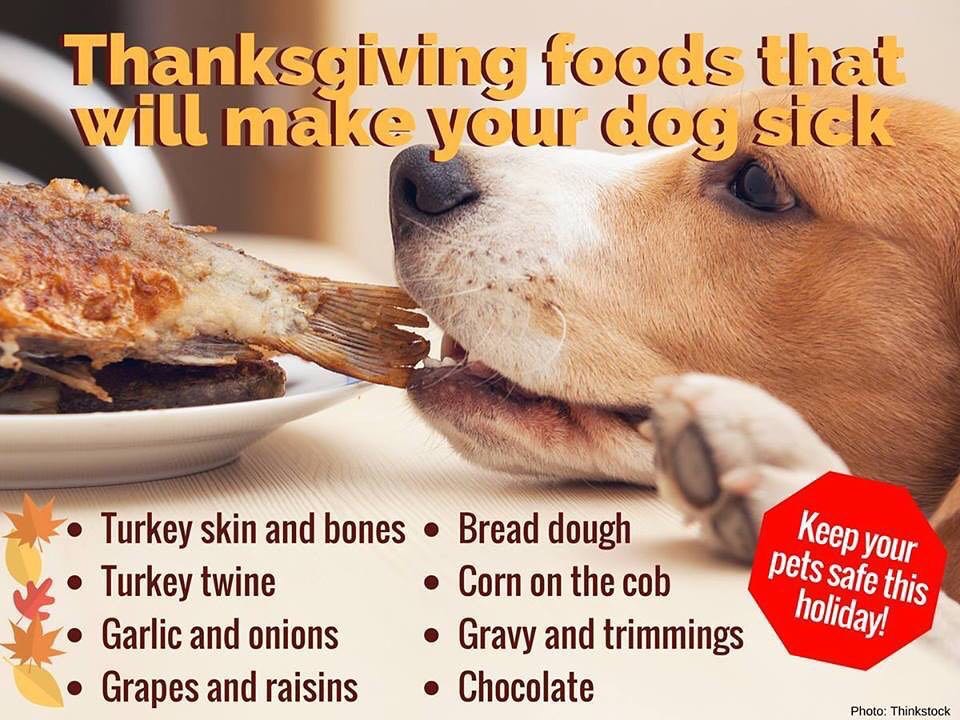 Thanksgiving foods that
will make your dog sick
• Turkey skin and bones
• Turkey twine
• Garlic and onions
• Grapes and raisins
• Bread dough
• Corn on the cob
• Gravy and trimmings
• Chocolate
Keep your
pets safe this
holiday!
Photo: Thinkstock